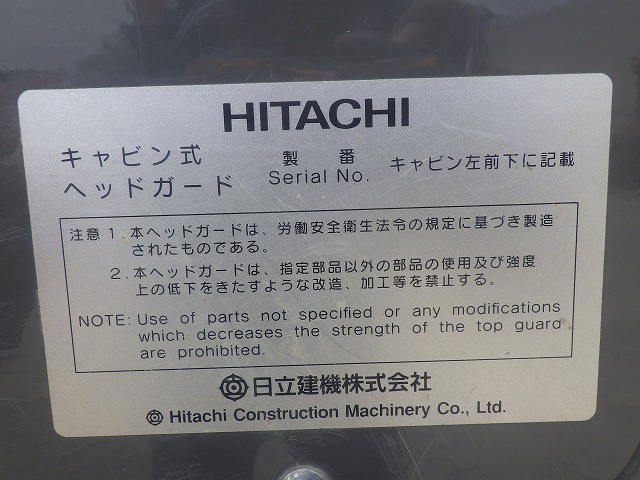 HITACHI
キャビン式 製番 キャビン左前下に記載
ヘッドガード Serial No.
注意 1. 本ヘッドガードは、労働安全衛生法令の規定に基づき製造
されたものである。
2. 本ヘッドガードは、指定部品以外の部品の使用及び強度
上の低下をきたすような改造、加工等を禁止する。
NOTE: Use of parts not specified or any modifications
which decreases the strength of the top guard
are prohibited.
日立建機株式会社
Hitachi Construction Machinery Co., Ltd.